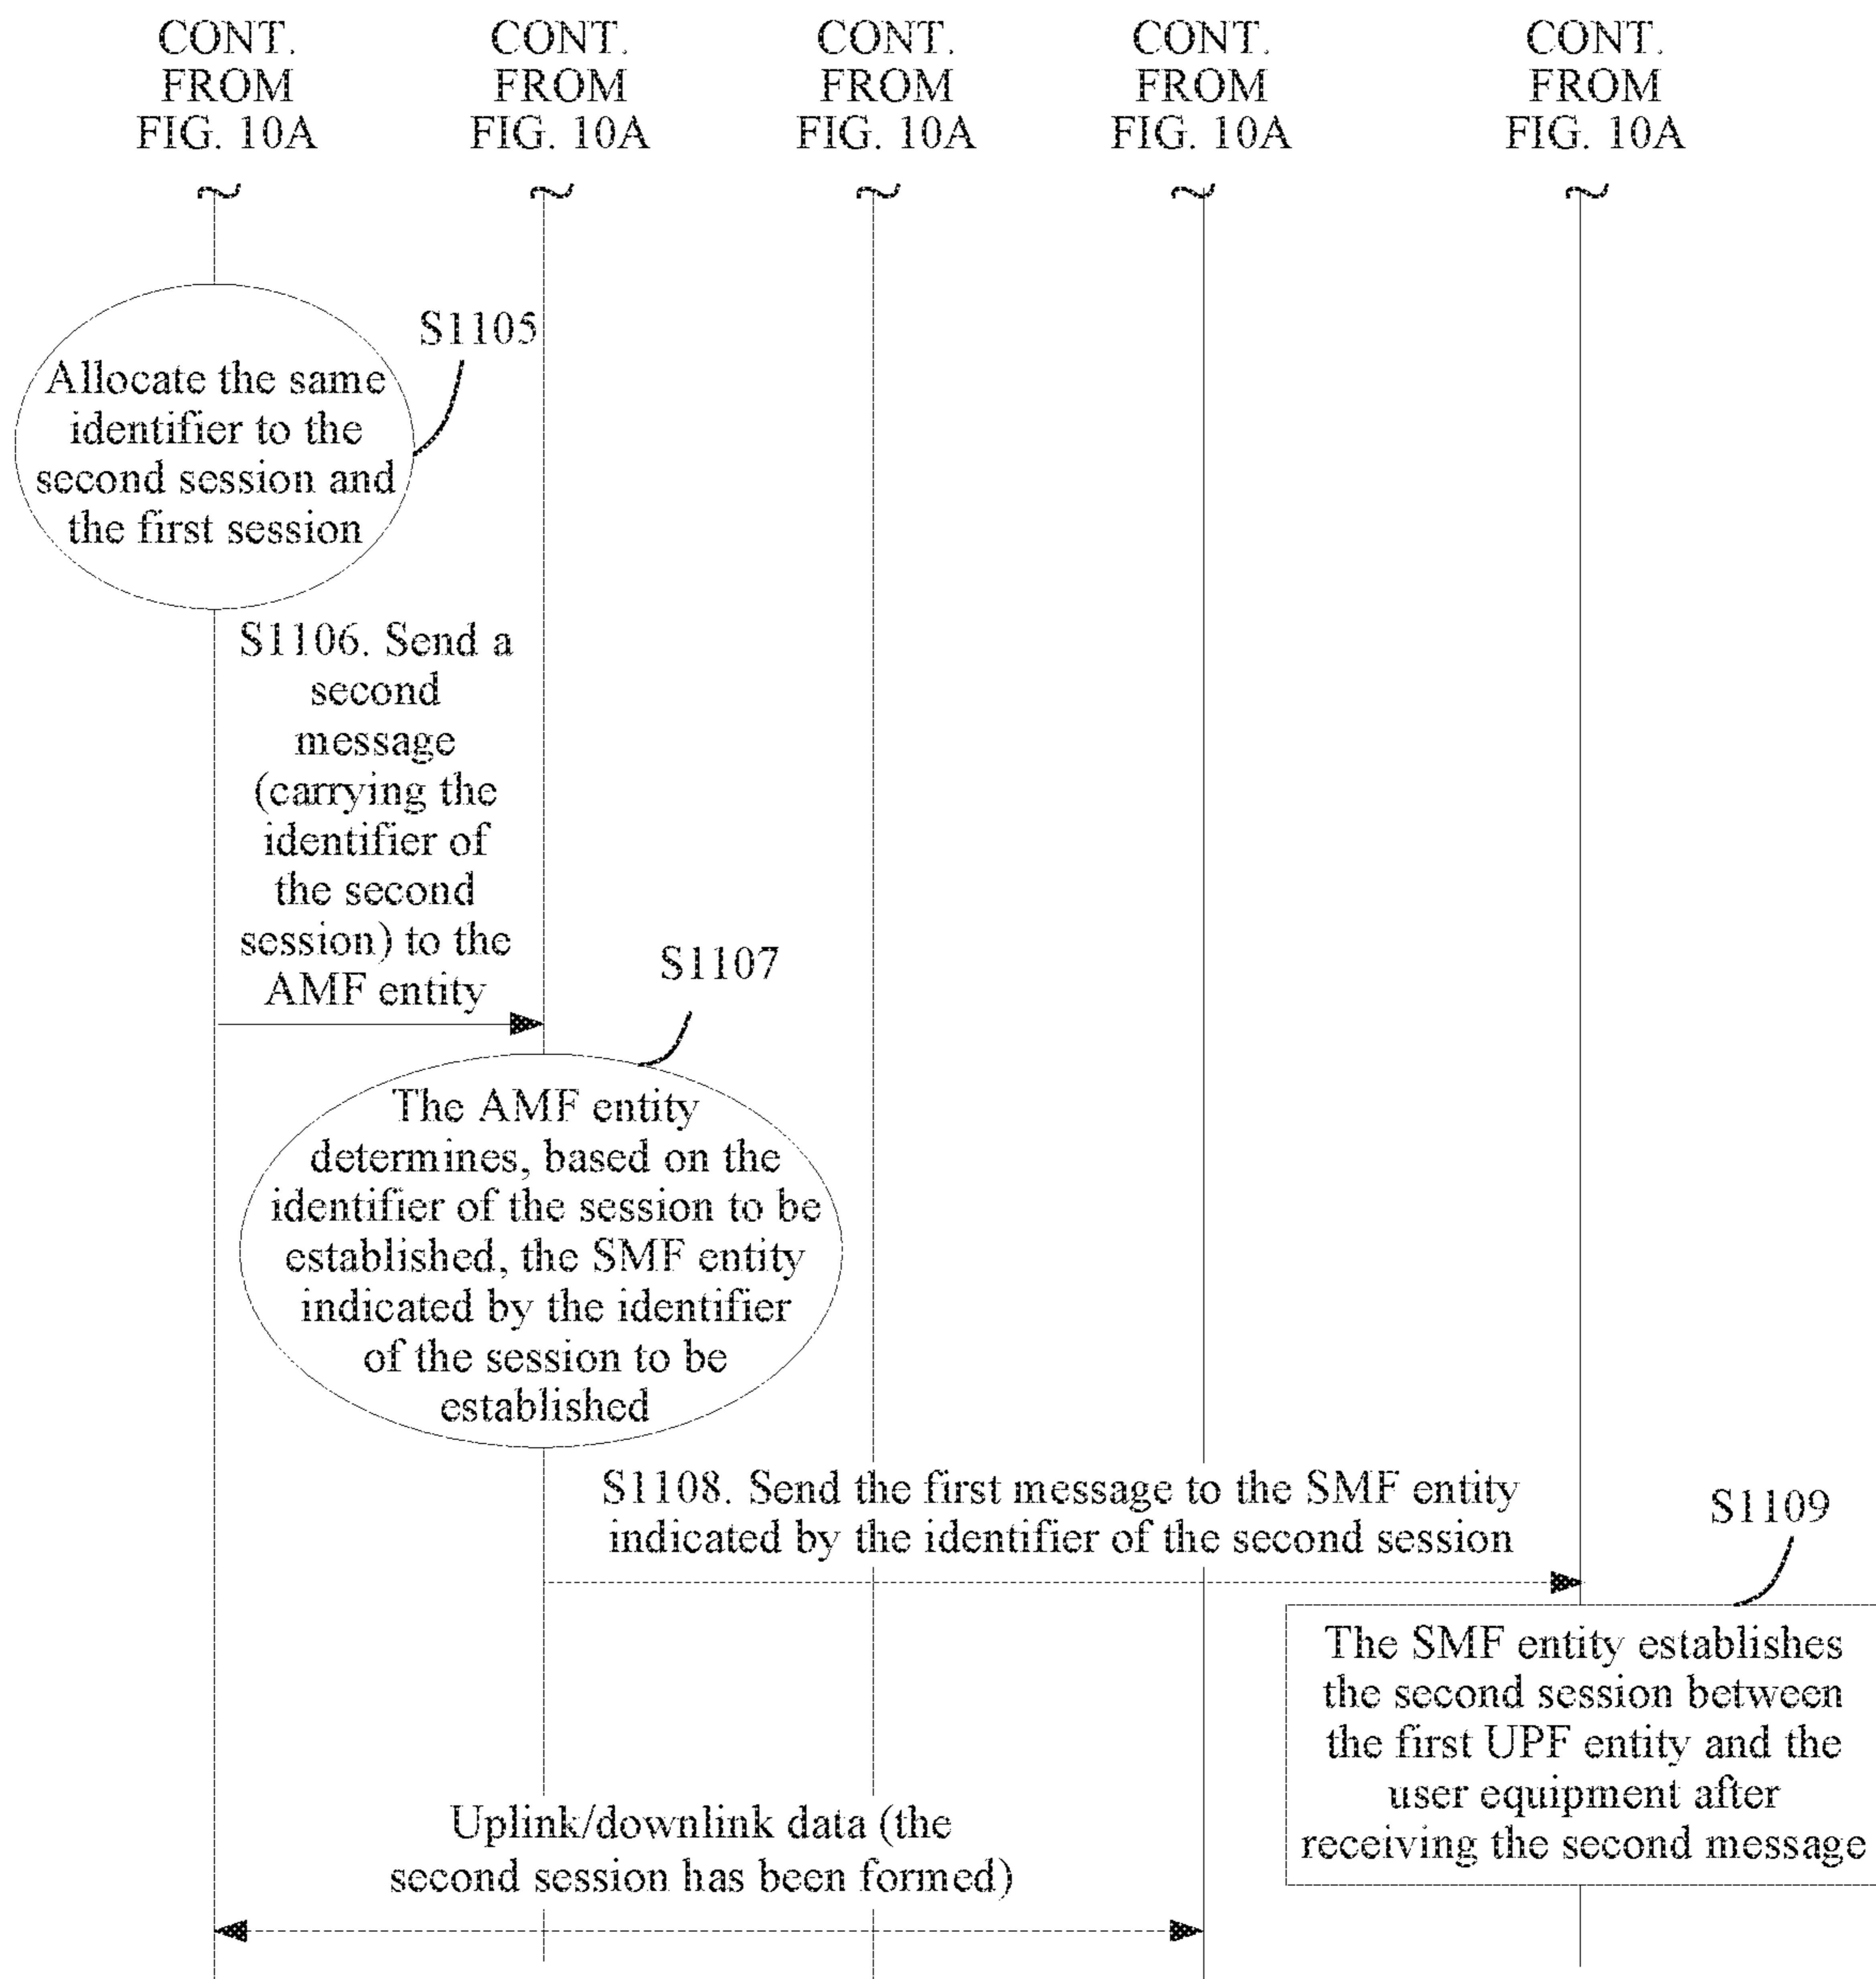 CONT. FROM FIG. 10A
CONT. FROM FIG. 10A
CONT. FROM FIG. 10A
CONT. FROM FIG. 10A
CONT. FROM FIG. 10A
S1105
Allocate the same
identifier to the
second session and
the first session
S1106. Send a
second
message
(carrying the
identifier of
the second
session) to the
AMF entity
S1107
The AMF entity
determines, based on the
identifier of the session to be
established, the SMF entity
indicated by the identifier
of the session to be
established
S1108. Send the first message to the SMF entity
indicated by the identifier of the second session
S1109
The SMF entity establishes
the second session between
the first UPF entity and the
user equipment after
receiving the second message
Uplink/downlink data (the
second session has been formed)